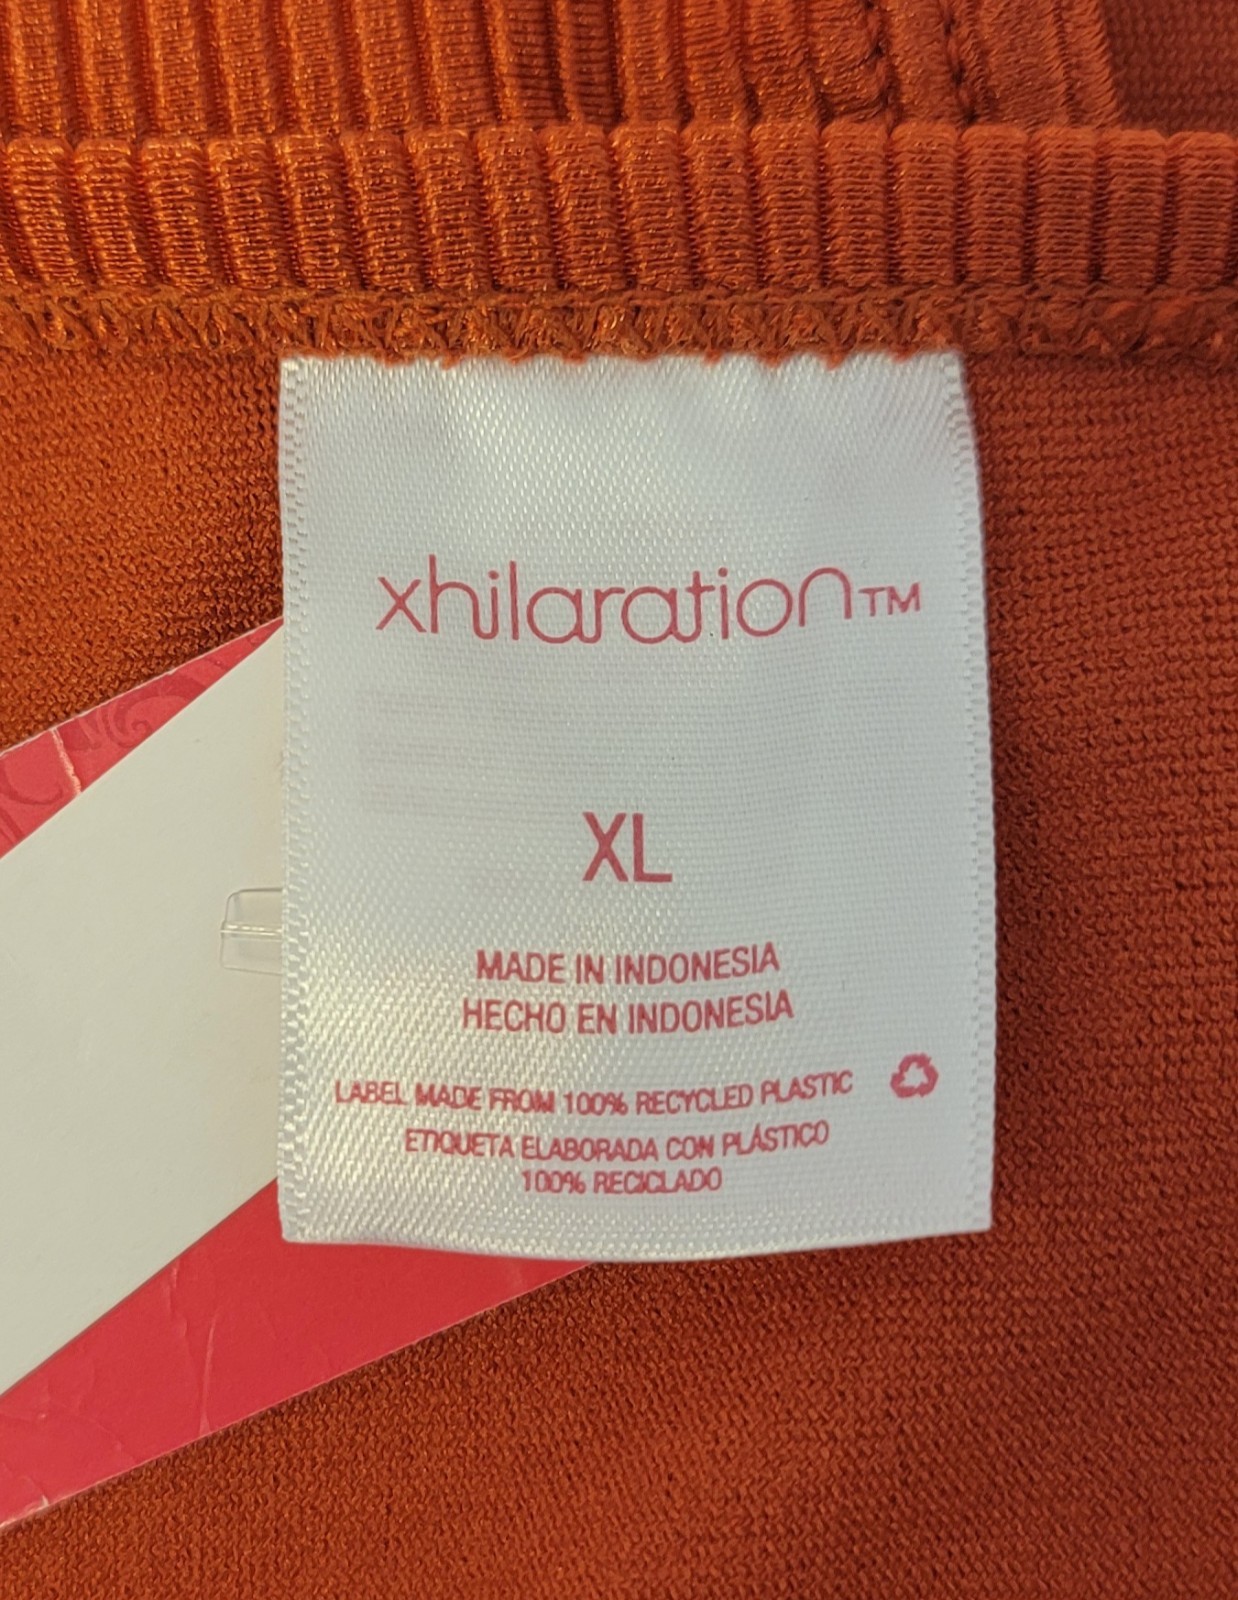 xhilaration™
XL
MADE IN INDONESIA
HECHO EN INDONESIA
LABEL MADE FROM 100% RECYCLED PLASTIC
ETIQUETA ELABORADA CON PLÁSTICO
100% RECICLADO